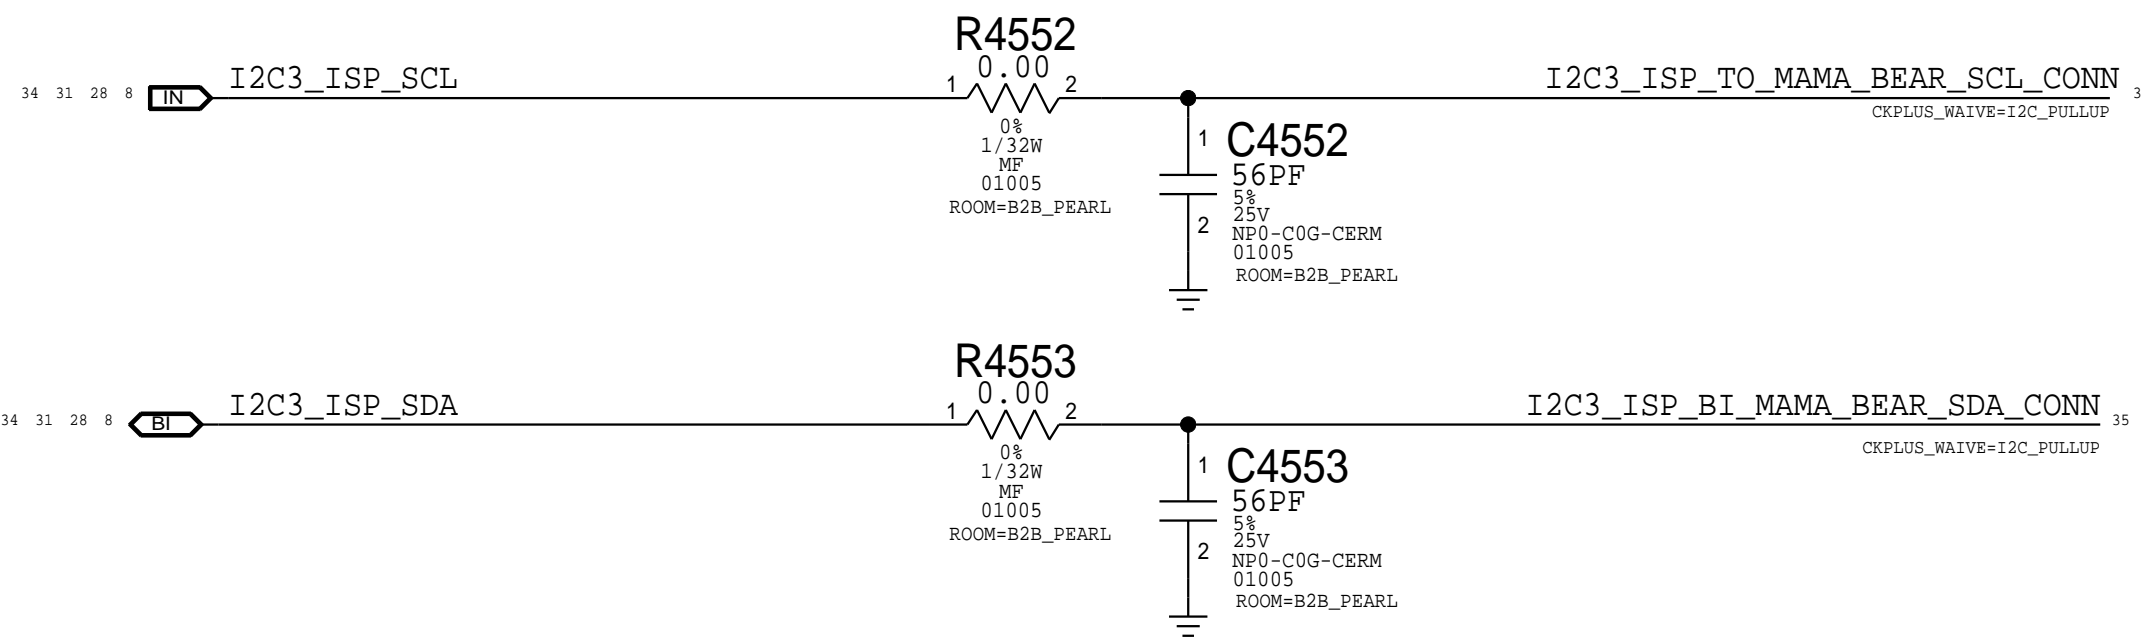 R4552
0.00
34 31 28 8 IN I2C3_ISP_SCL 1 2 I2C3_ISP_TO_MAMA_BEAR_SCL_CONN 3
CKPLUS_WAIVE=I2C_PULLUP
0%
1/32W
MF
01005
ROOM=B2B_PEARL
1 C4552
56PF
5%
25V
2 NP0-C0G-CERM
01005
ROOM=B2B_PEARL
R4553
0.00
34 31 28 8 BI I2C3_ISP_SDA 1 2 I2C3_ISP_BI_MAMA_BEAR_SDA_CONN 35
CKPLUS_WAIVE=I2C_PULLUP
0%
1/32W
MF
01005
ROOM=B2B_PEARL
1 C4553
56PF
5%
25V
2 NP0-C0G-CERM
01005
ROOM=B2B_PEARL